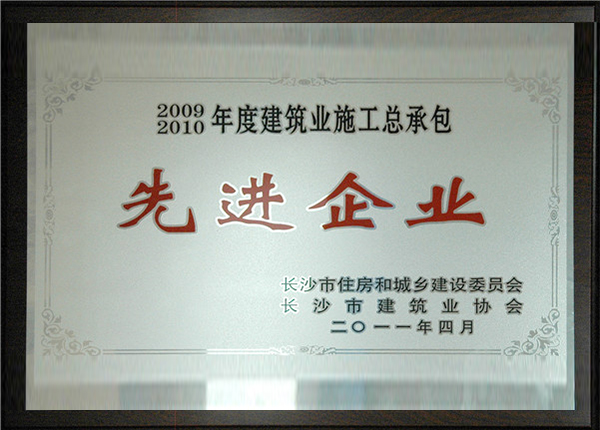 2009
2010 年度建筑业施工总承包
先进企业
长沙市住房和城乡建设委员会
长沙市建筑业协会
二〇一一年四月